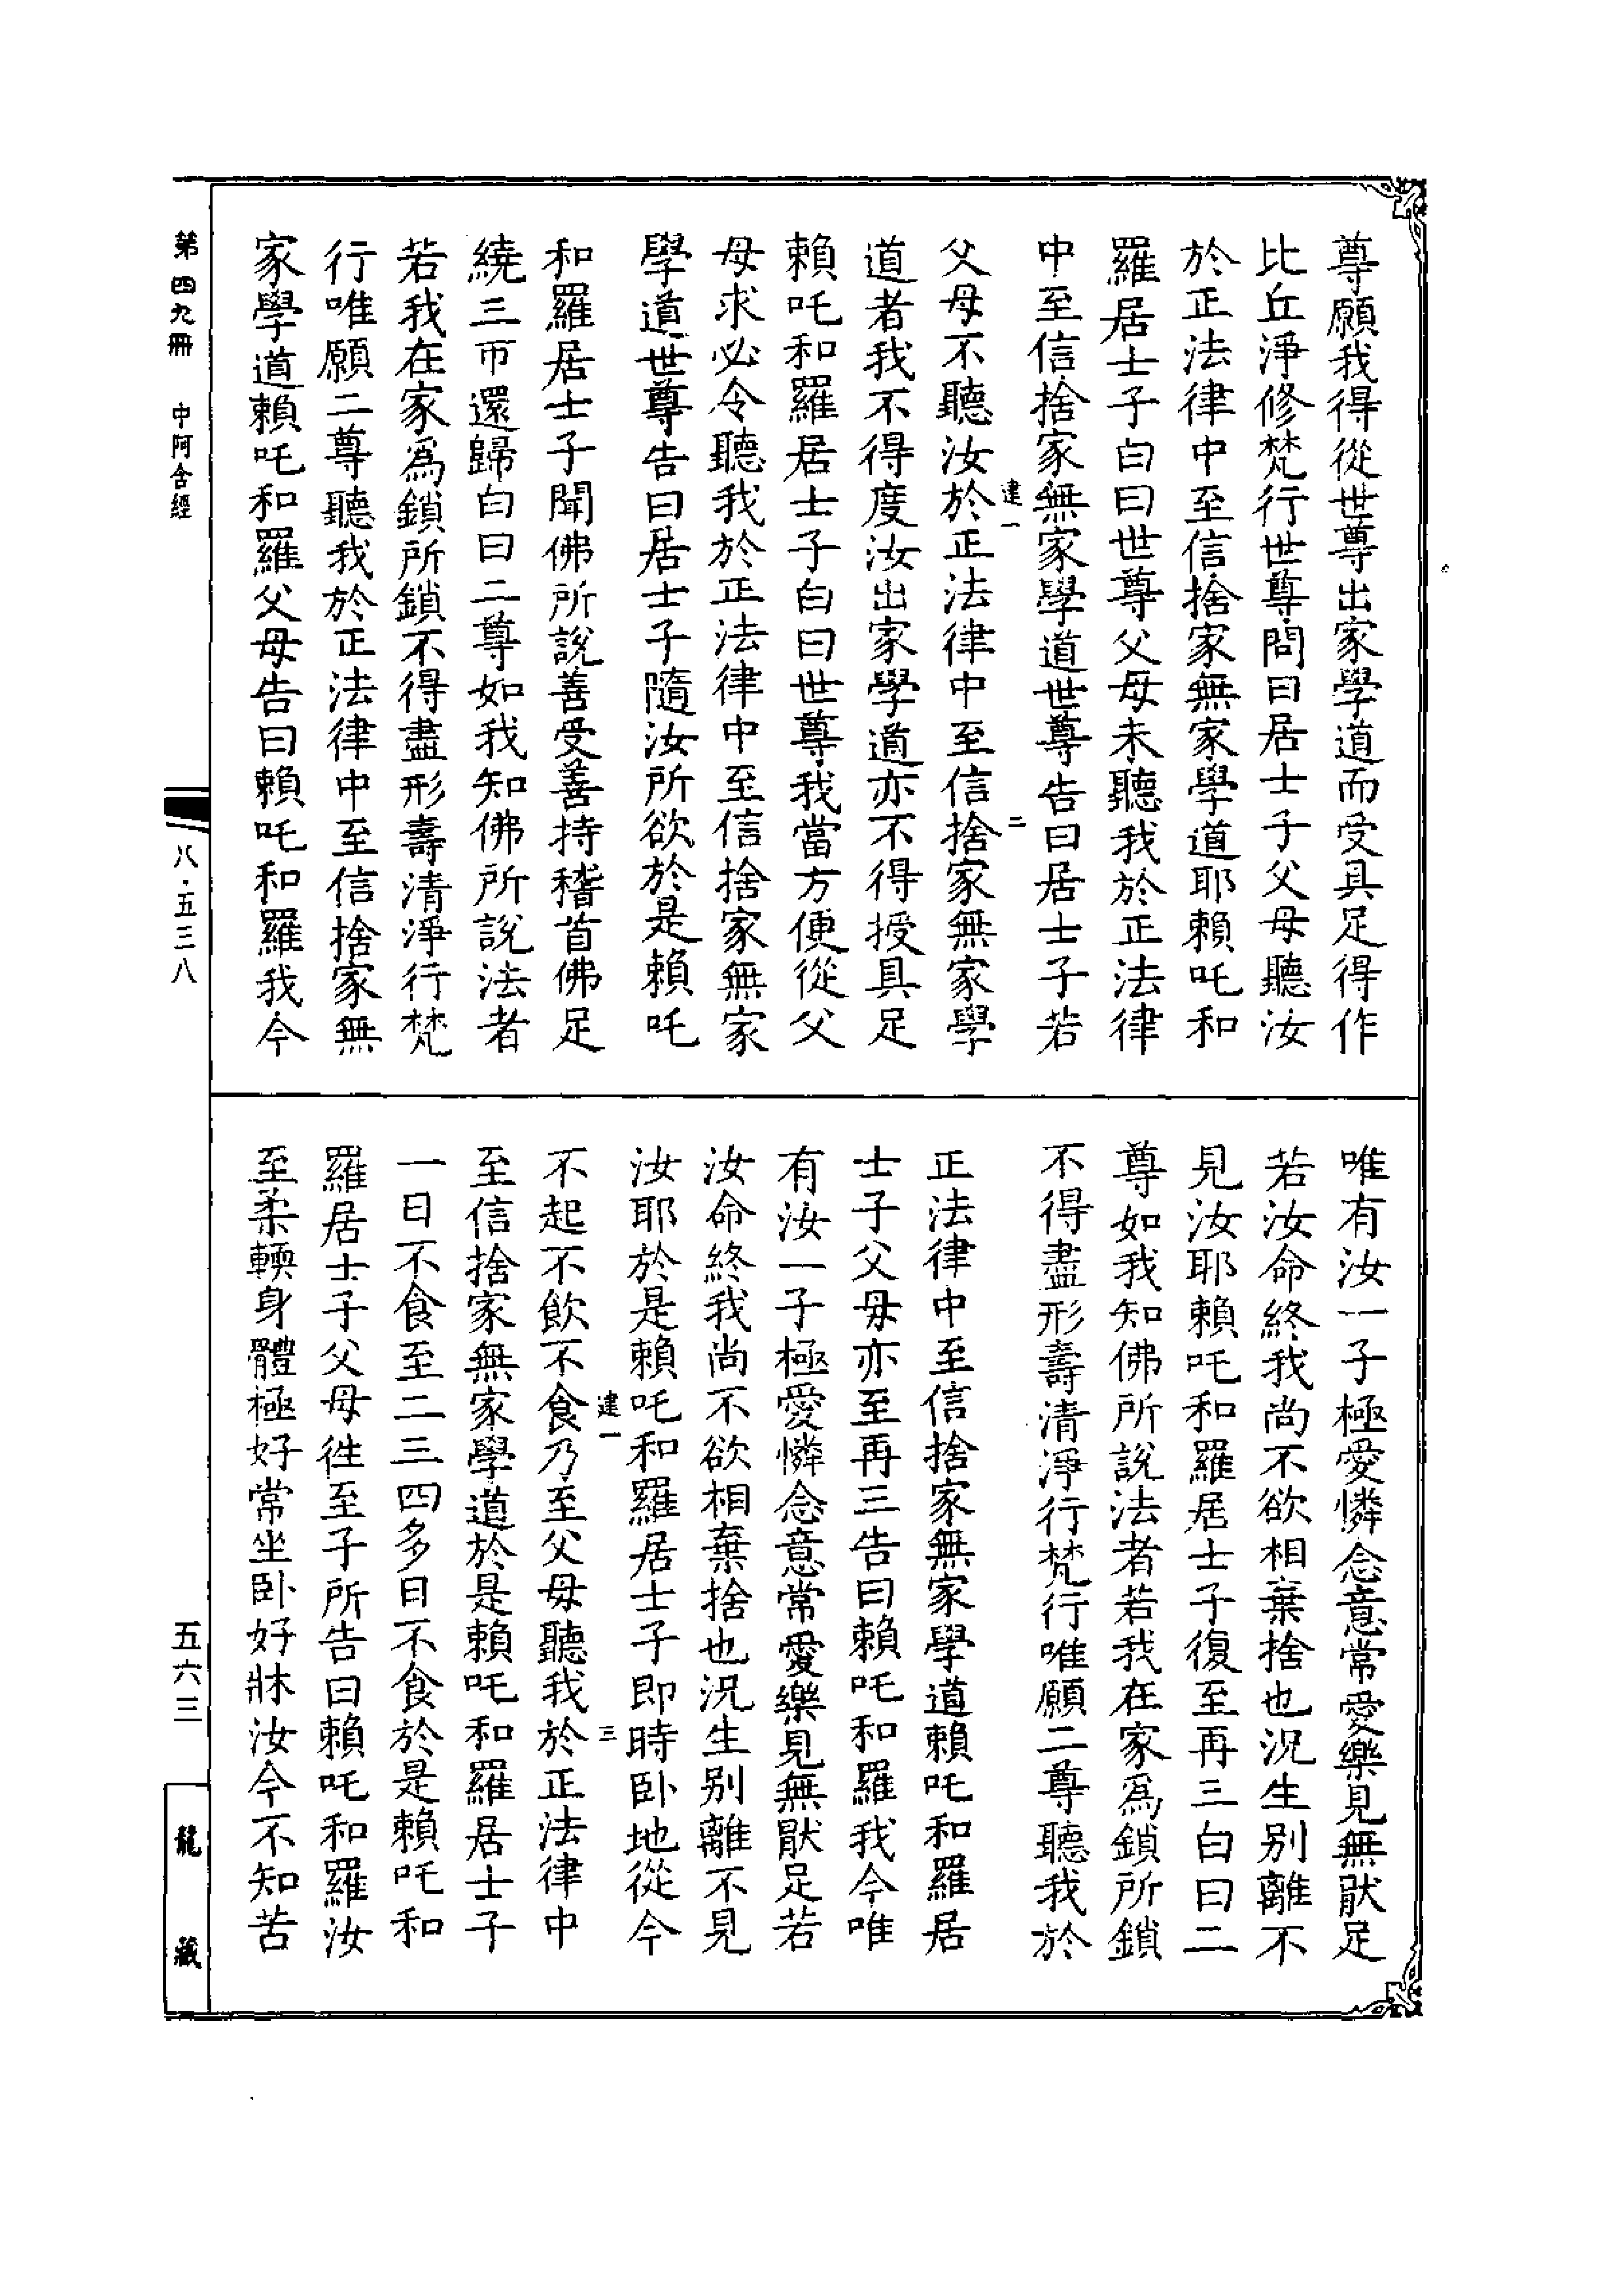 尊願我得從世尊出家學道而受具足得作
比丘淨修梵行世尊問曰居士子父母聽汝
於正法律中至信捨家無家學道耶賴吒和
羅居士子白曰世尊父母未聽我於正法律
中至信捨家無家學道世尊告曰居士子若
建一 二
父母不聽汝於正法律中至信捨家無家學
道者我不得度汝出家學道亦不得授具足
賴吒和羅居士子白曰世尊我當方便從父
母求必令聽我於正法律中至信捨家無家
學道世尊告曰居士子隨汝所欲於是賴吒
和羅居士子聞佛所說善受善持稽首佛足
繞三帀還歸白曰二尊如我知佛所說法者
若我在家為鎖所鎖不得盡形壽清淨行梵
行唯願二尊聽我於正法律中至信捨家無
家學道賴吒和羅父母告曰賴吒和羅我今
唯有汝一子極愛憐念意常愛樂見無猒足
若汝命終我尚不欲相棄捨也況生別離不
見汝耶賴吒和羅居士子復至再三白曰二
尊如我知佛所說法者若我在家為鎖所鎖
不得盡形壽清淨行梵行唯願二尊聽我於
正法律中至信捨家無家學道賴吒和羅居
士子父母亦至再三告曰賴吒和羅我今唯
有汝一子極愛憐念意常愛樂見無猒足若
汝命終我尚不欲相棄捨也況生別離不見
汝耶於是賴吒和羅居士子即時臥地從今
建一 三
不起不飲不食乃至父母聽我於正法律中
至信捨家無家學道於是賴吒和羅居士子
一日不食至二三四多日不食於是賴吒和
羅居士子父母往至子所告曰賴吒和羅汝
至柔輭身體極好常坐臥好牀汝今不知苦
第四九冊 中阿含經
八·五三八
五六三
龍藏